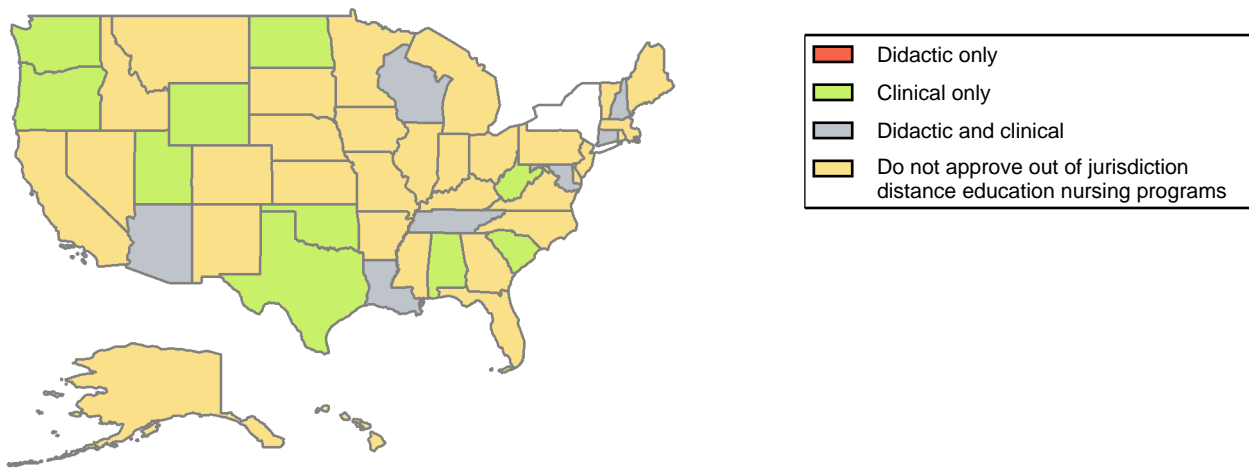 Didactic only
Clinical only
Didactic and clinical
Do not approve out of jurisdiction
distance education nursing programs